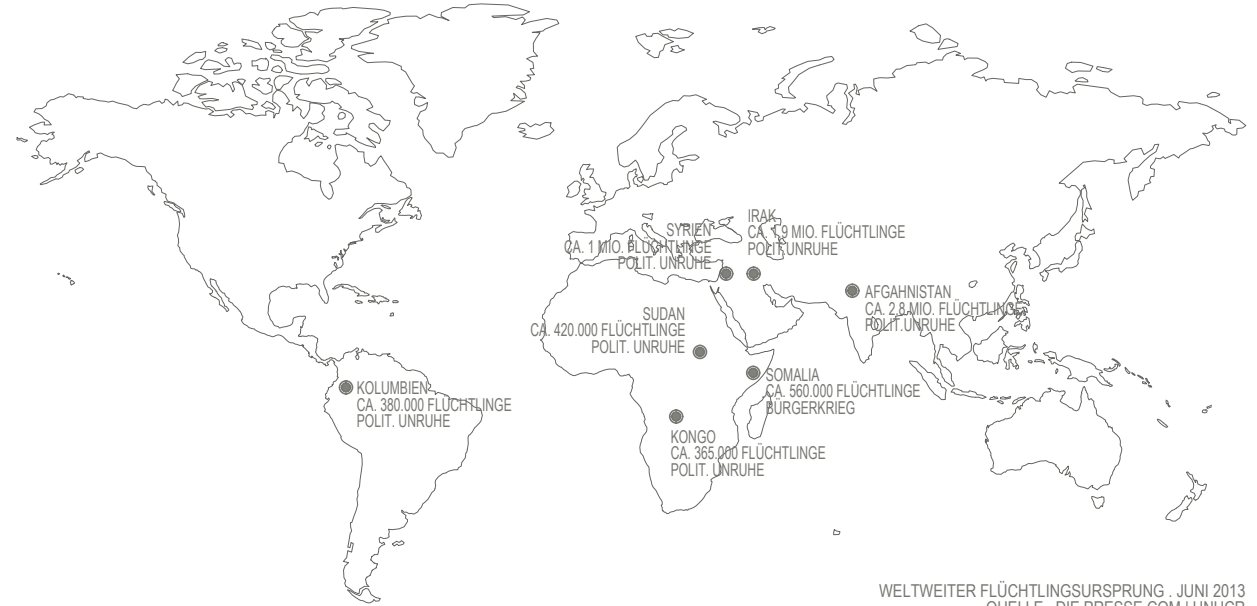 IRAK
CA. 1,9 MIO. FLÜCHTLINGE
POLIT.UNRUHE
SYRIEN
CA. 1 MIO. FLÜCHTLINGE
POLIT. UNRUHE
AFGAHNISTAN
CA. 2,8 MIO. FLÜCHTLINGE
POLIT.UNRUHE
SUDAN
CA. 420.000 FLÜCHTLINGE
POLIT. UNRUHE
SOMALIA
CA. 560.000 FLÜCHTLINGE
BÜRGERKRIEG
KOLUMBIEN
CA. 380.000 FLÜCHTLINGE
POLIT. UNRUHE
KONGO
CA. 365.000 FLÜCHTLINGE
POLIT. UNRUHE
WELTWEITER FLÜCHTLINGSURSPRUNG . JUNI 2013